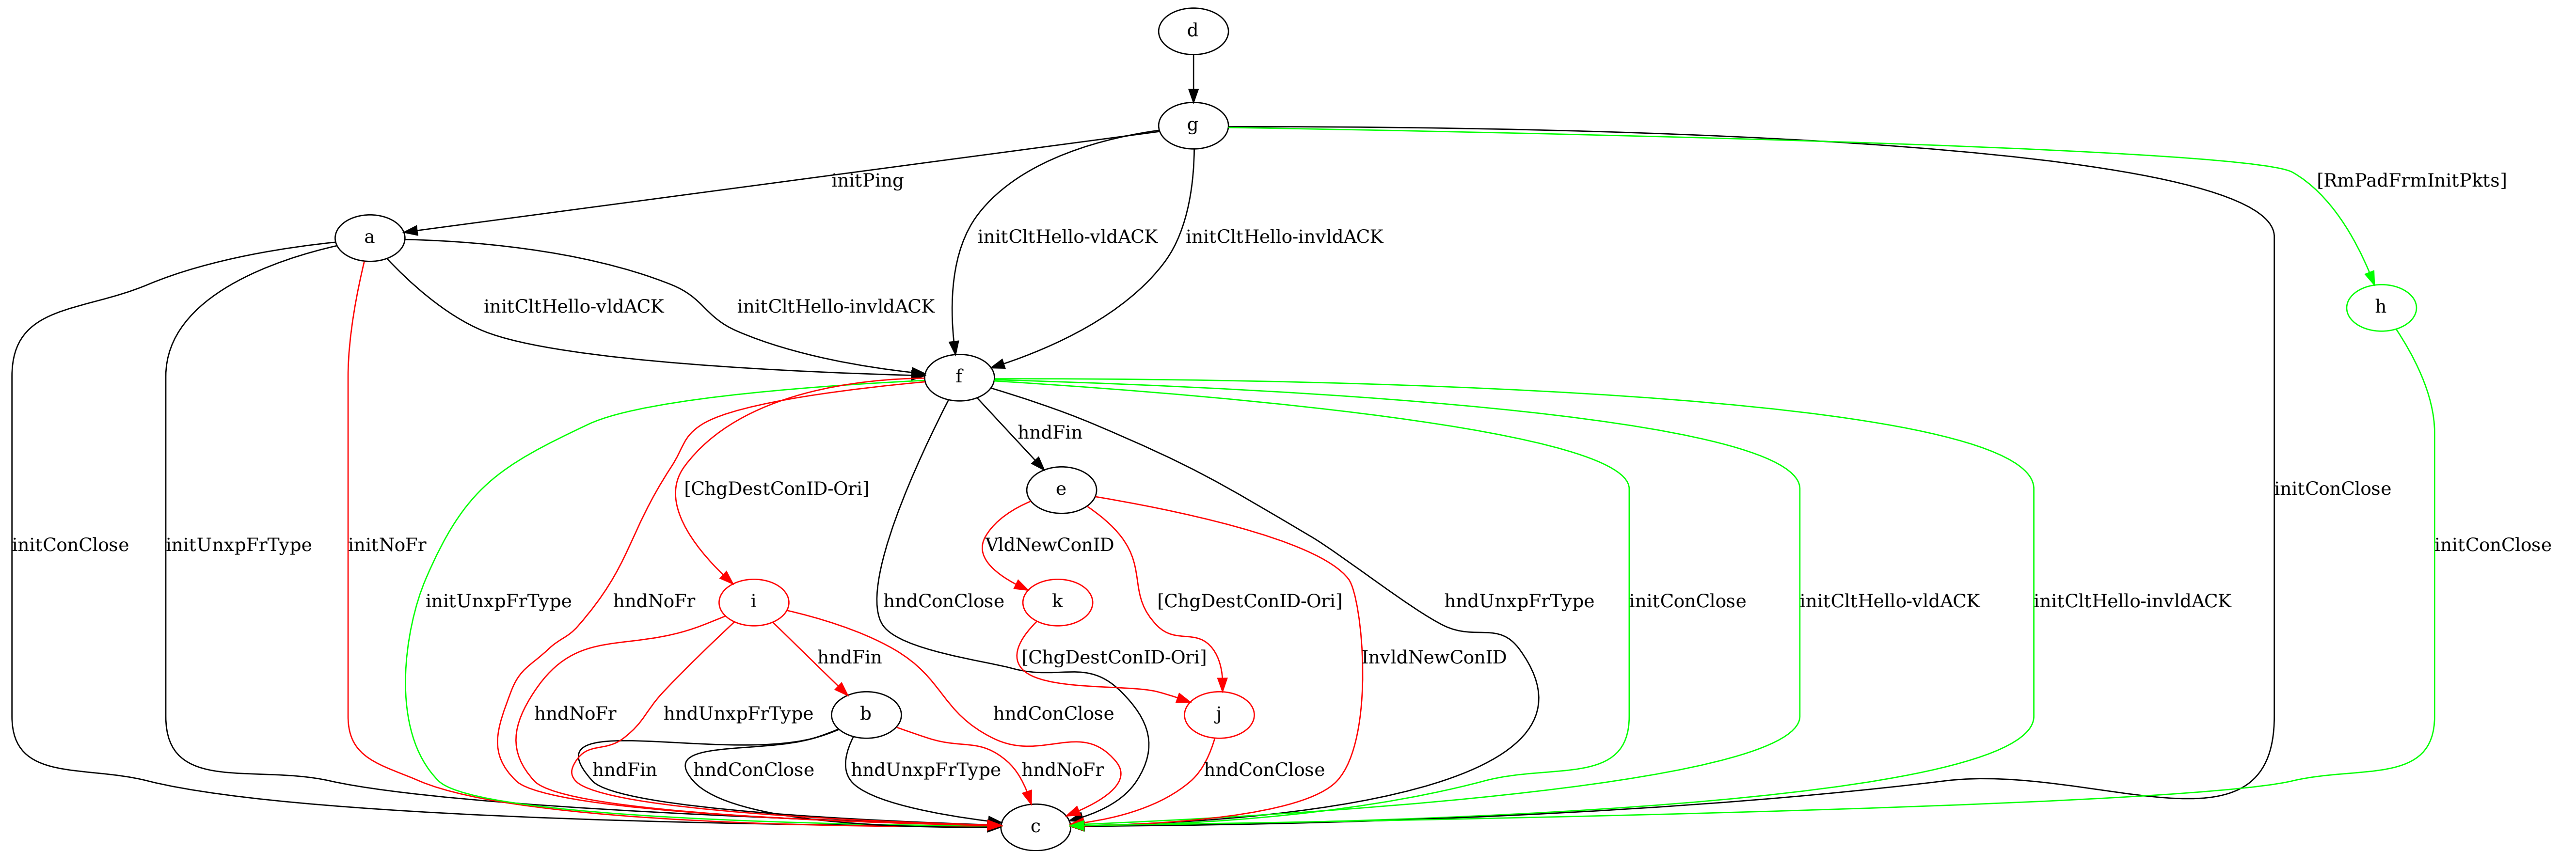 d
g
initPing
[RmPadFrmInitPkts]
a
initCltHello-vldACK
initCltHello-invldACK
initCltHello-vldACK
initCltHello-invldACK
h
f
hndFin
[ChgDestConID-Ori]
e
initConClose
initConClose
initUnxpFrType
initNoFr
VldNewConID
initConClose
initUnxpFrType
hndNoFr
i
hndConClose
k
[ChgDestConID-Ori]
hndUnxpFrType
initConClose
initCltHello-vldACK
initCltHello-invldACK
hndFin
[ChgDestConID-Ori]
InvldNewConID
hndNoFr
hndUnxpFrType
b
hndConClose
j
hndFin
hndConClose
hndUnxpFrType
hndNoFr
hndConClose
c